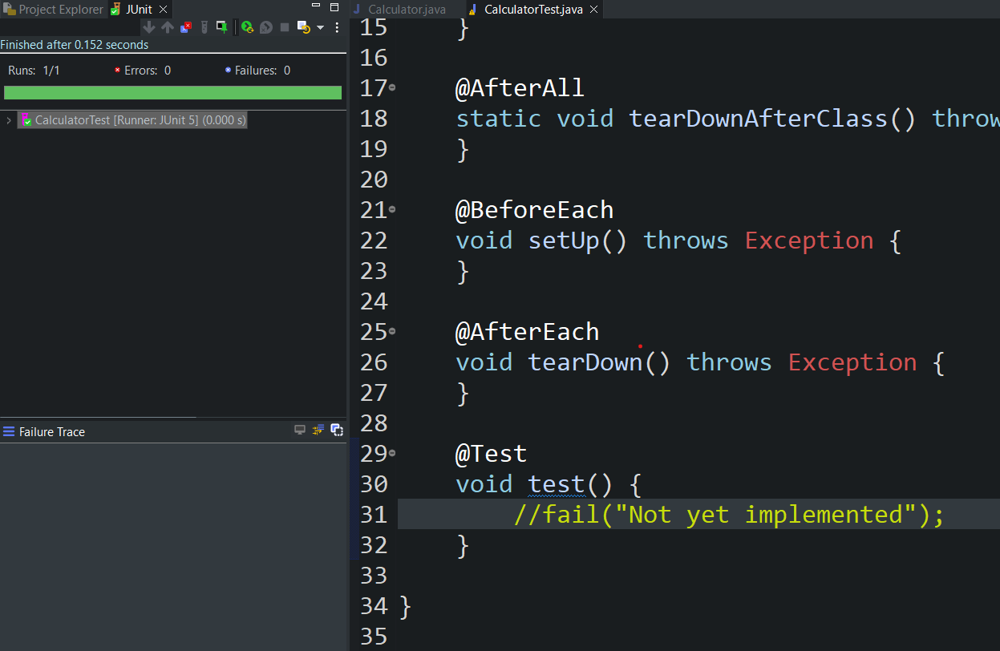 Project Explorer JUnit
Finished after 0.152 seconds
Runs: 1/1 Errors: 0 Failures: 0
CalculatorTest [Runner: JUnit 5] (0.000 s)
Failure Trace
Calculator.java CalculatorTest.java
15 }
16
17 @AfterAll
18 static void tearDownAfterClass() throw
19 }
20
21 @BeforeEach
22 void setUp() throws Exception {
23 }
24
25 @AfterEach
26 void tearDown() throws Exception {
27 }
28
29 @Test
30 void test() {
31 //fail("Not yet implemented");
32 }
33
34 }
35